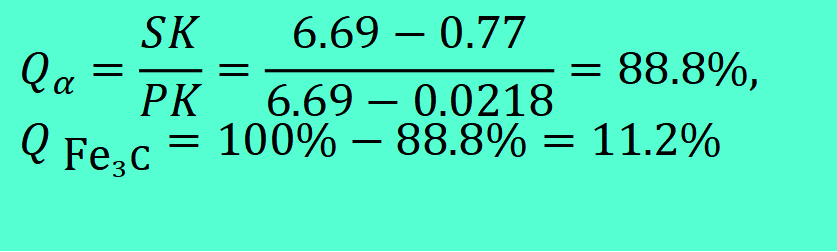 Qα = SK/PK = (6.69 − 0.77)/(6.69 − 0.0218) = 88.8%,
Q Fe₃C = 100% − 88.8% = 11.2%